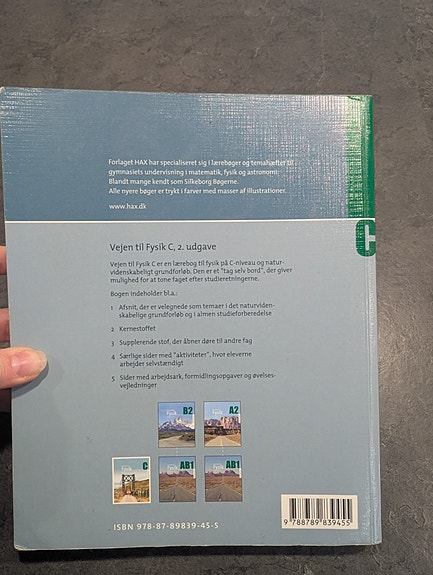 Forlaget HAX har specialiseret sig i lærebøger og temahæfter til
gymnasiets undervisning i matematik, fysik og astronomi.
Blandt mange kendt som Silkeborg Bøgerne.
Alle nyere bøger er trykt i farver med masser af illustrationer.
www.hax.dk
C
Vejen til Fysik C, 2. udgave
Vejen til Fysik C er en lærebog til fysik på C-niveau og natur-
videnskabeligt grundforløb. Den er et "tag selv bord", der giver
mulighed for at tone faget efter studieretningerne.
Bogen indeholder bl.a.:
1 Afsnit, der er velegnede som temaer i det naturviden-
skabelige grundforløb og i almen studieforberedelse
2 Kernestoffet
3 Supplerende stof, der åbner døre til andre fag
4 Særlige sider med "aktiviteter", hvor eleverne
arbejder selvstændigt
5 Sider med arbejdsark, formidlingsopgaver og øvelses-
vejledninger
B2 A2
Fysik Fysik
C AB1 AB1
ISBN 978-87-89839-45-5
9 788789 839455